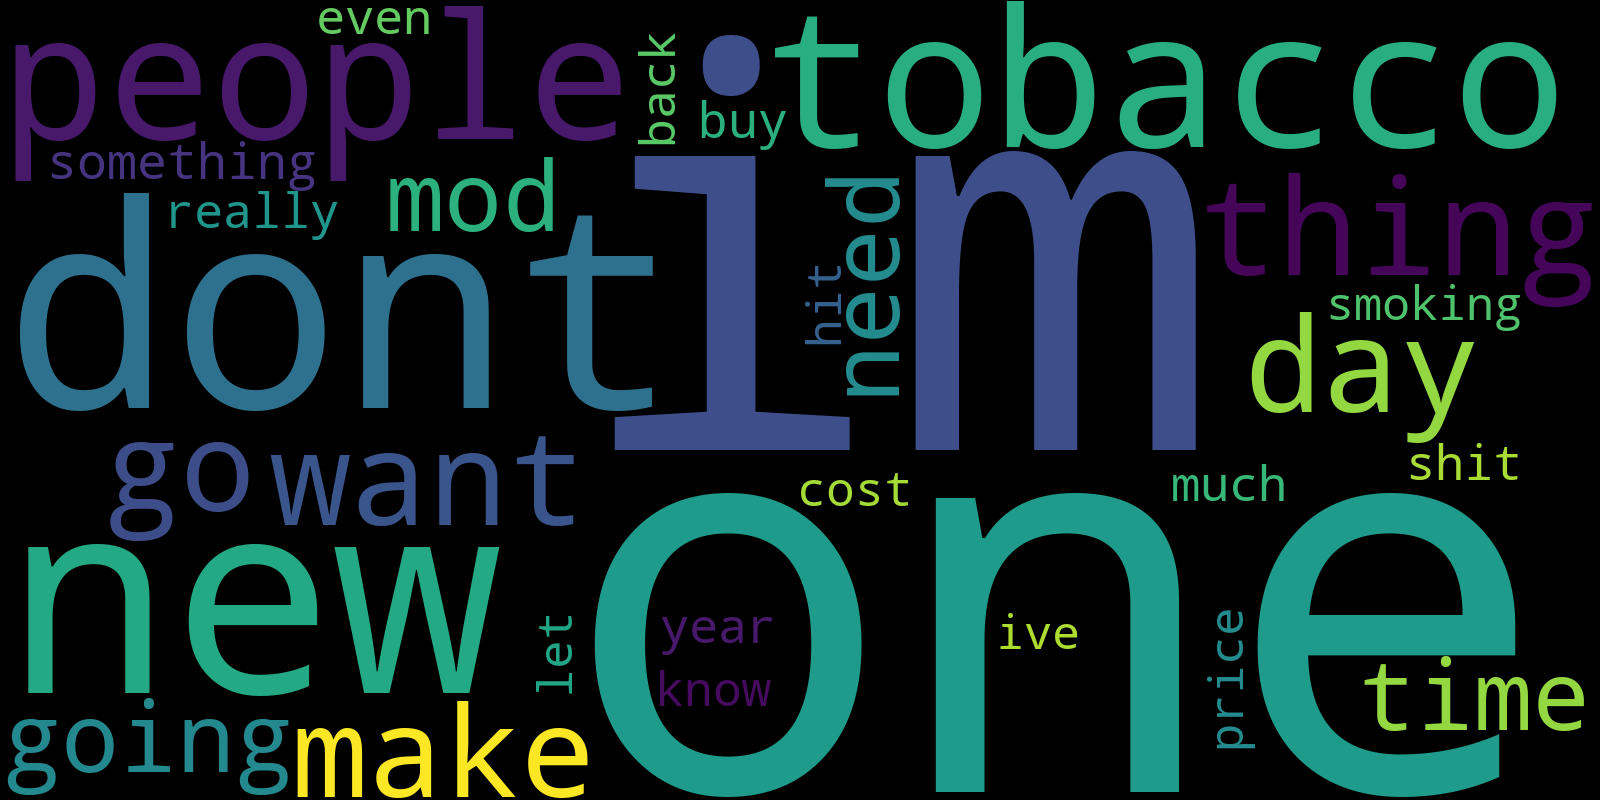 even
people
back
buy
tobacco
something
really
mod
dont
im
need
hit
thing
smoking
day
go
want
cost
much
shit
new
one
let
year
know
ive
price
time
going
make